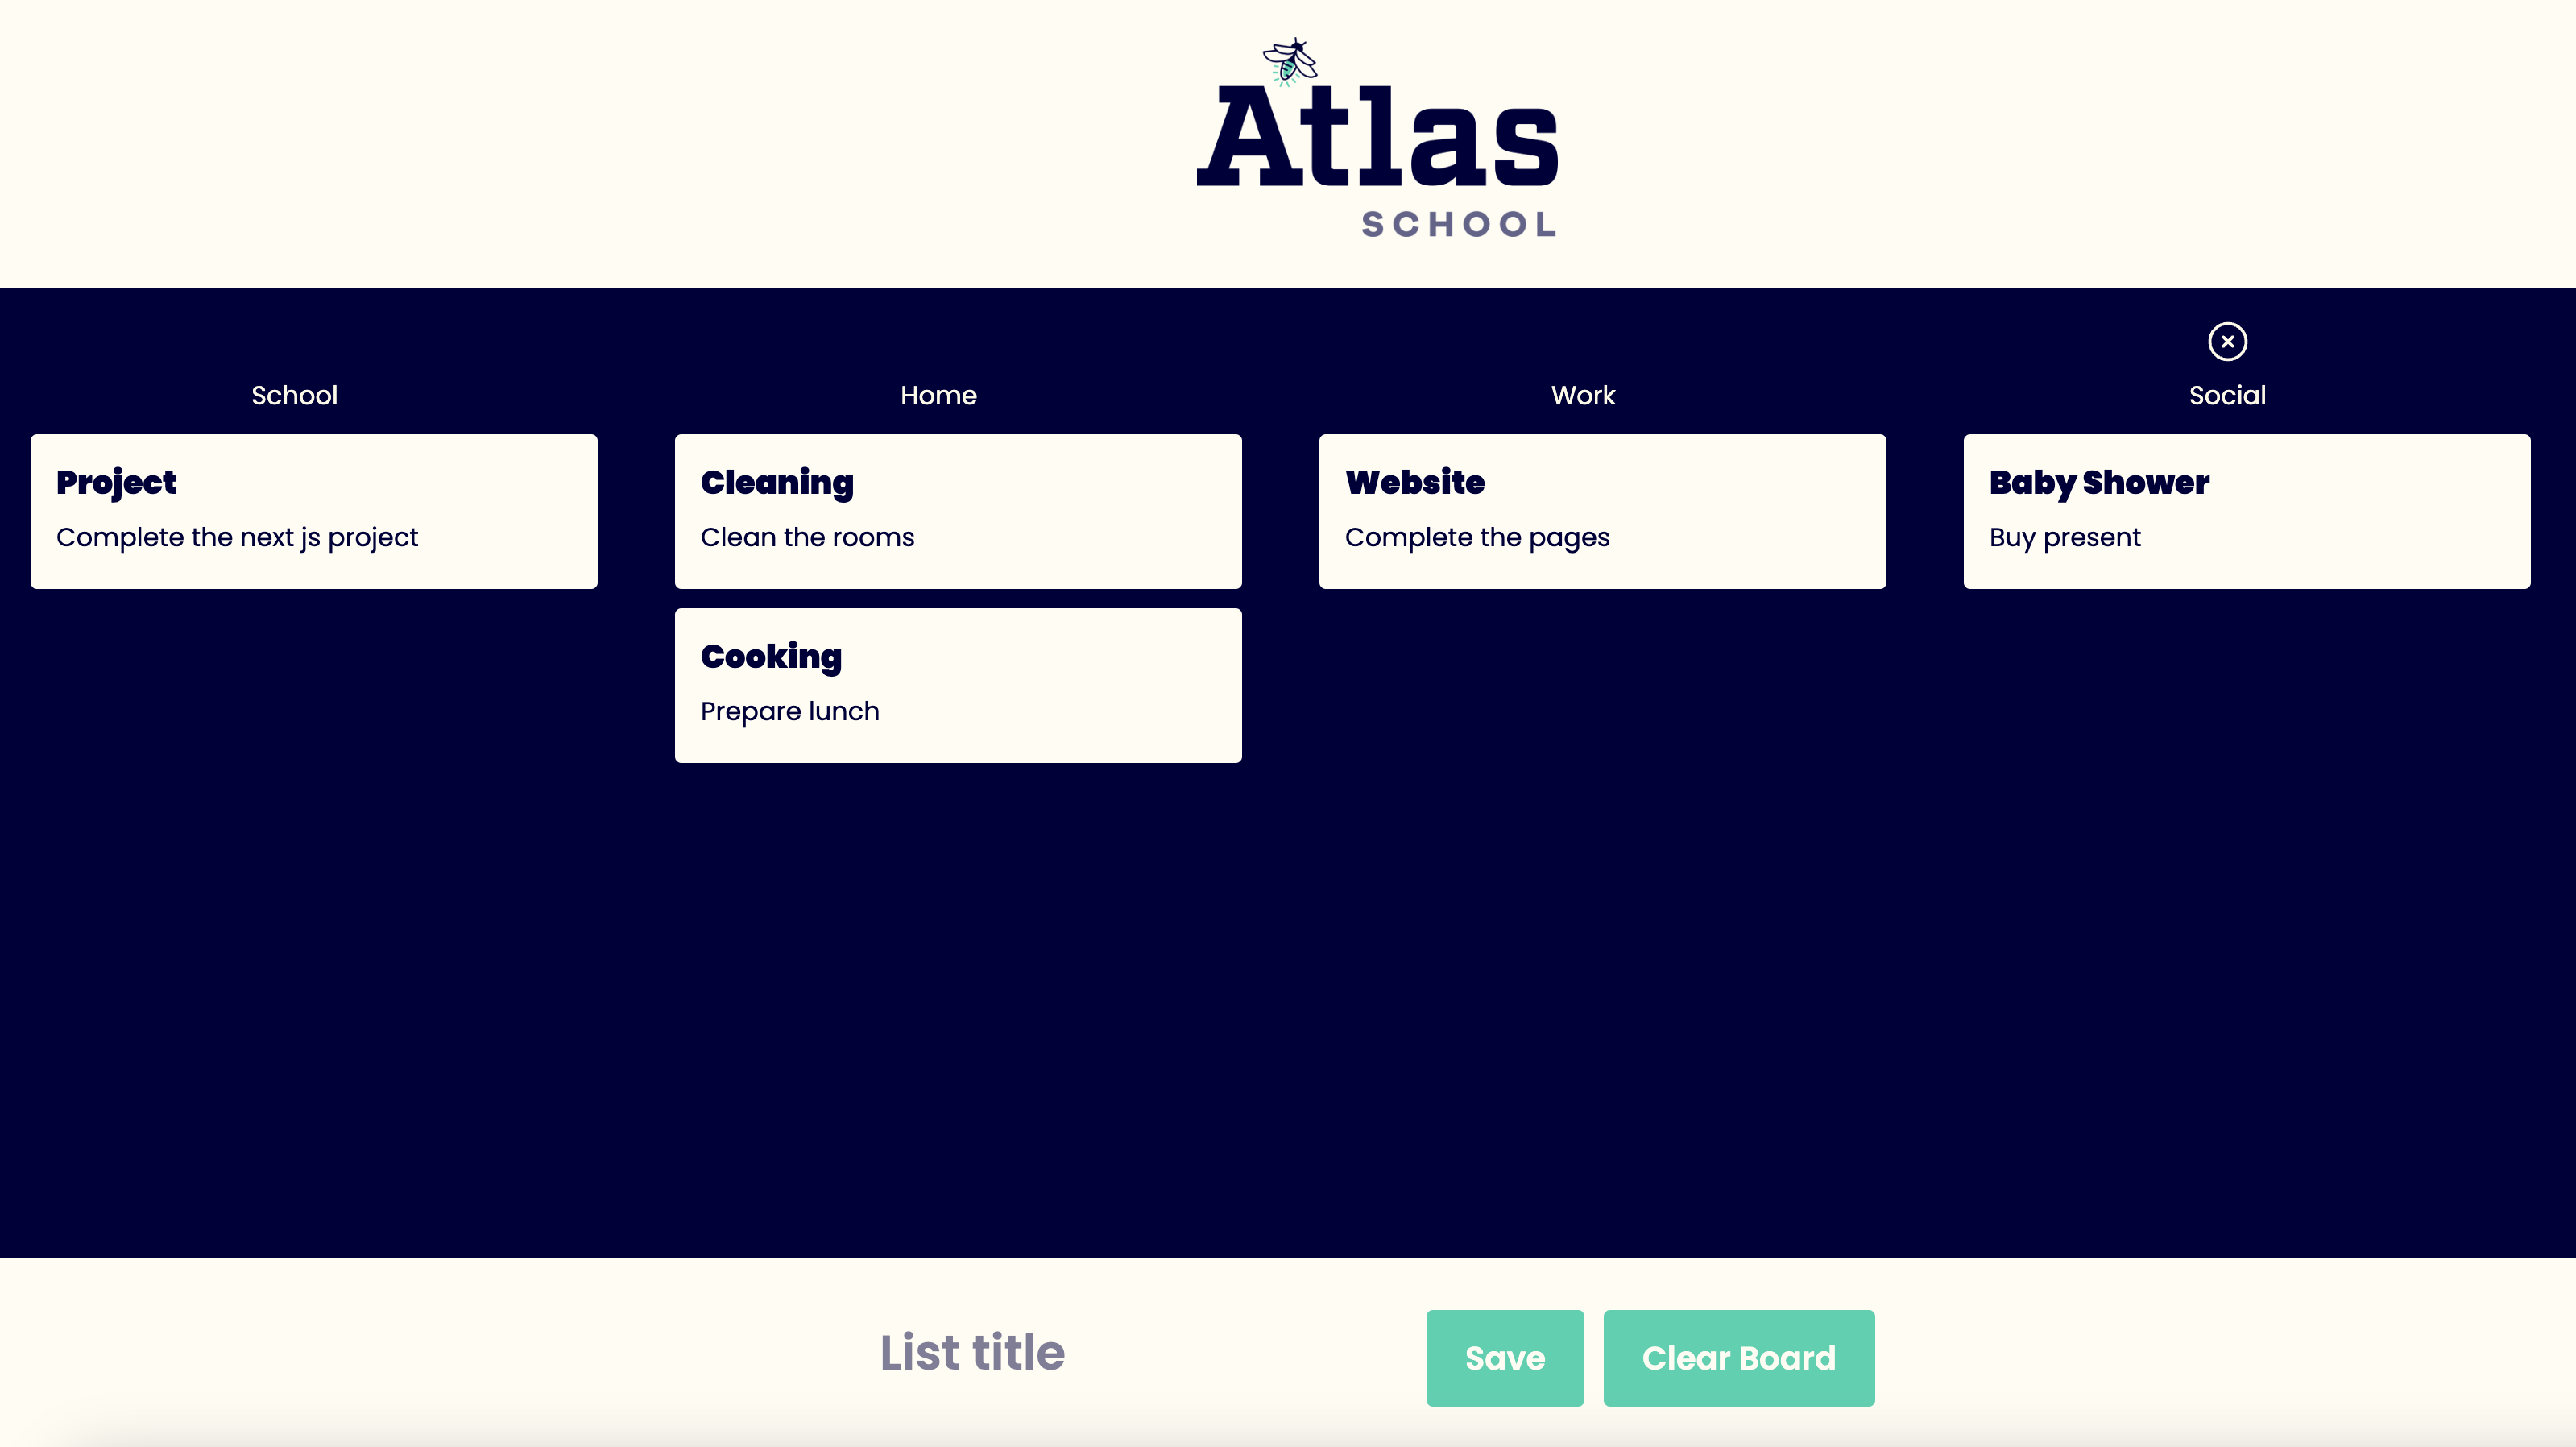 Atlas
SCHOOL
School
Project
Complete the next js project
Home
Cleaning
Clean the rooms
Cooking
Prepare lunch
Work
Website
Complete the pages
Social
Baby Shower
Buy present
List title
Save
Clear Board